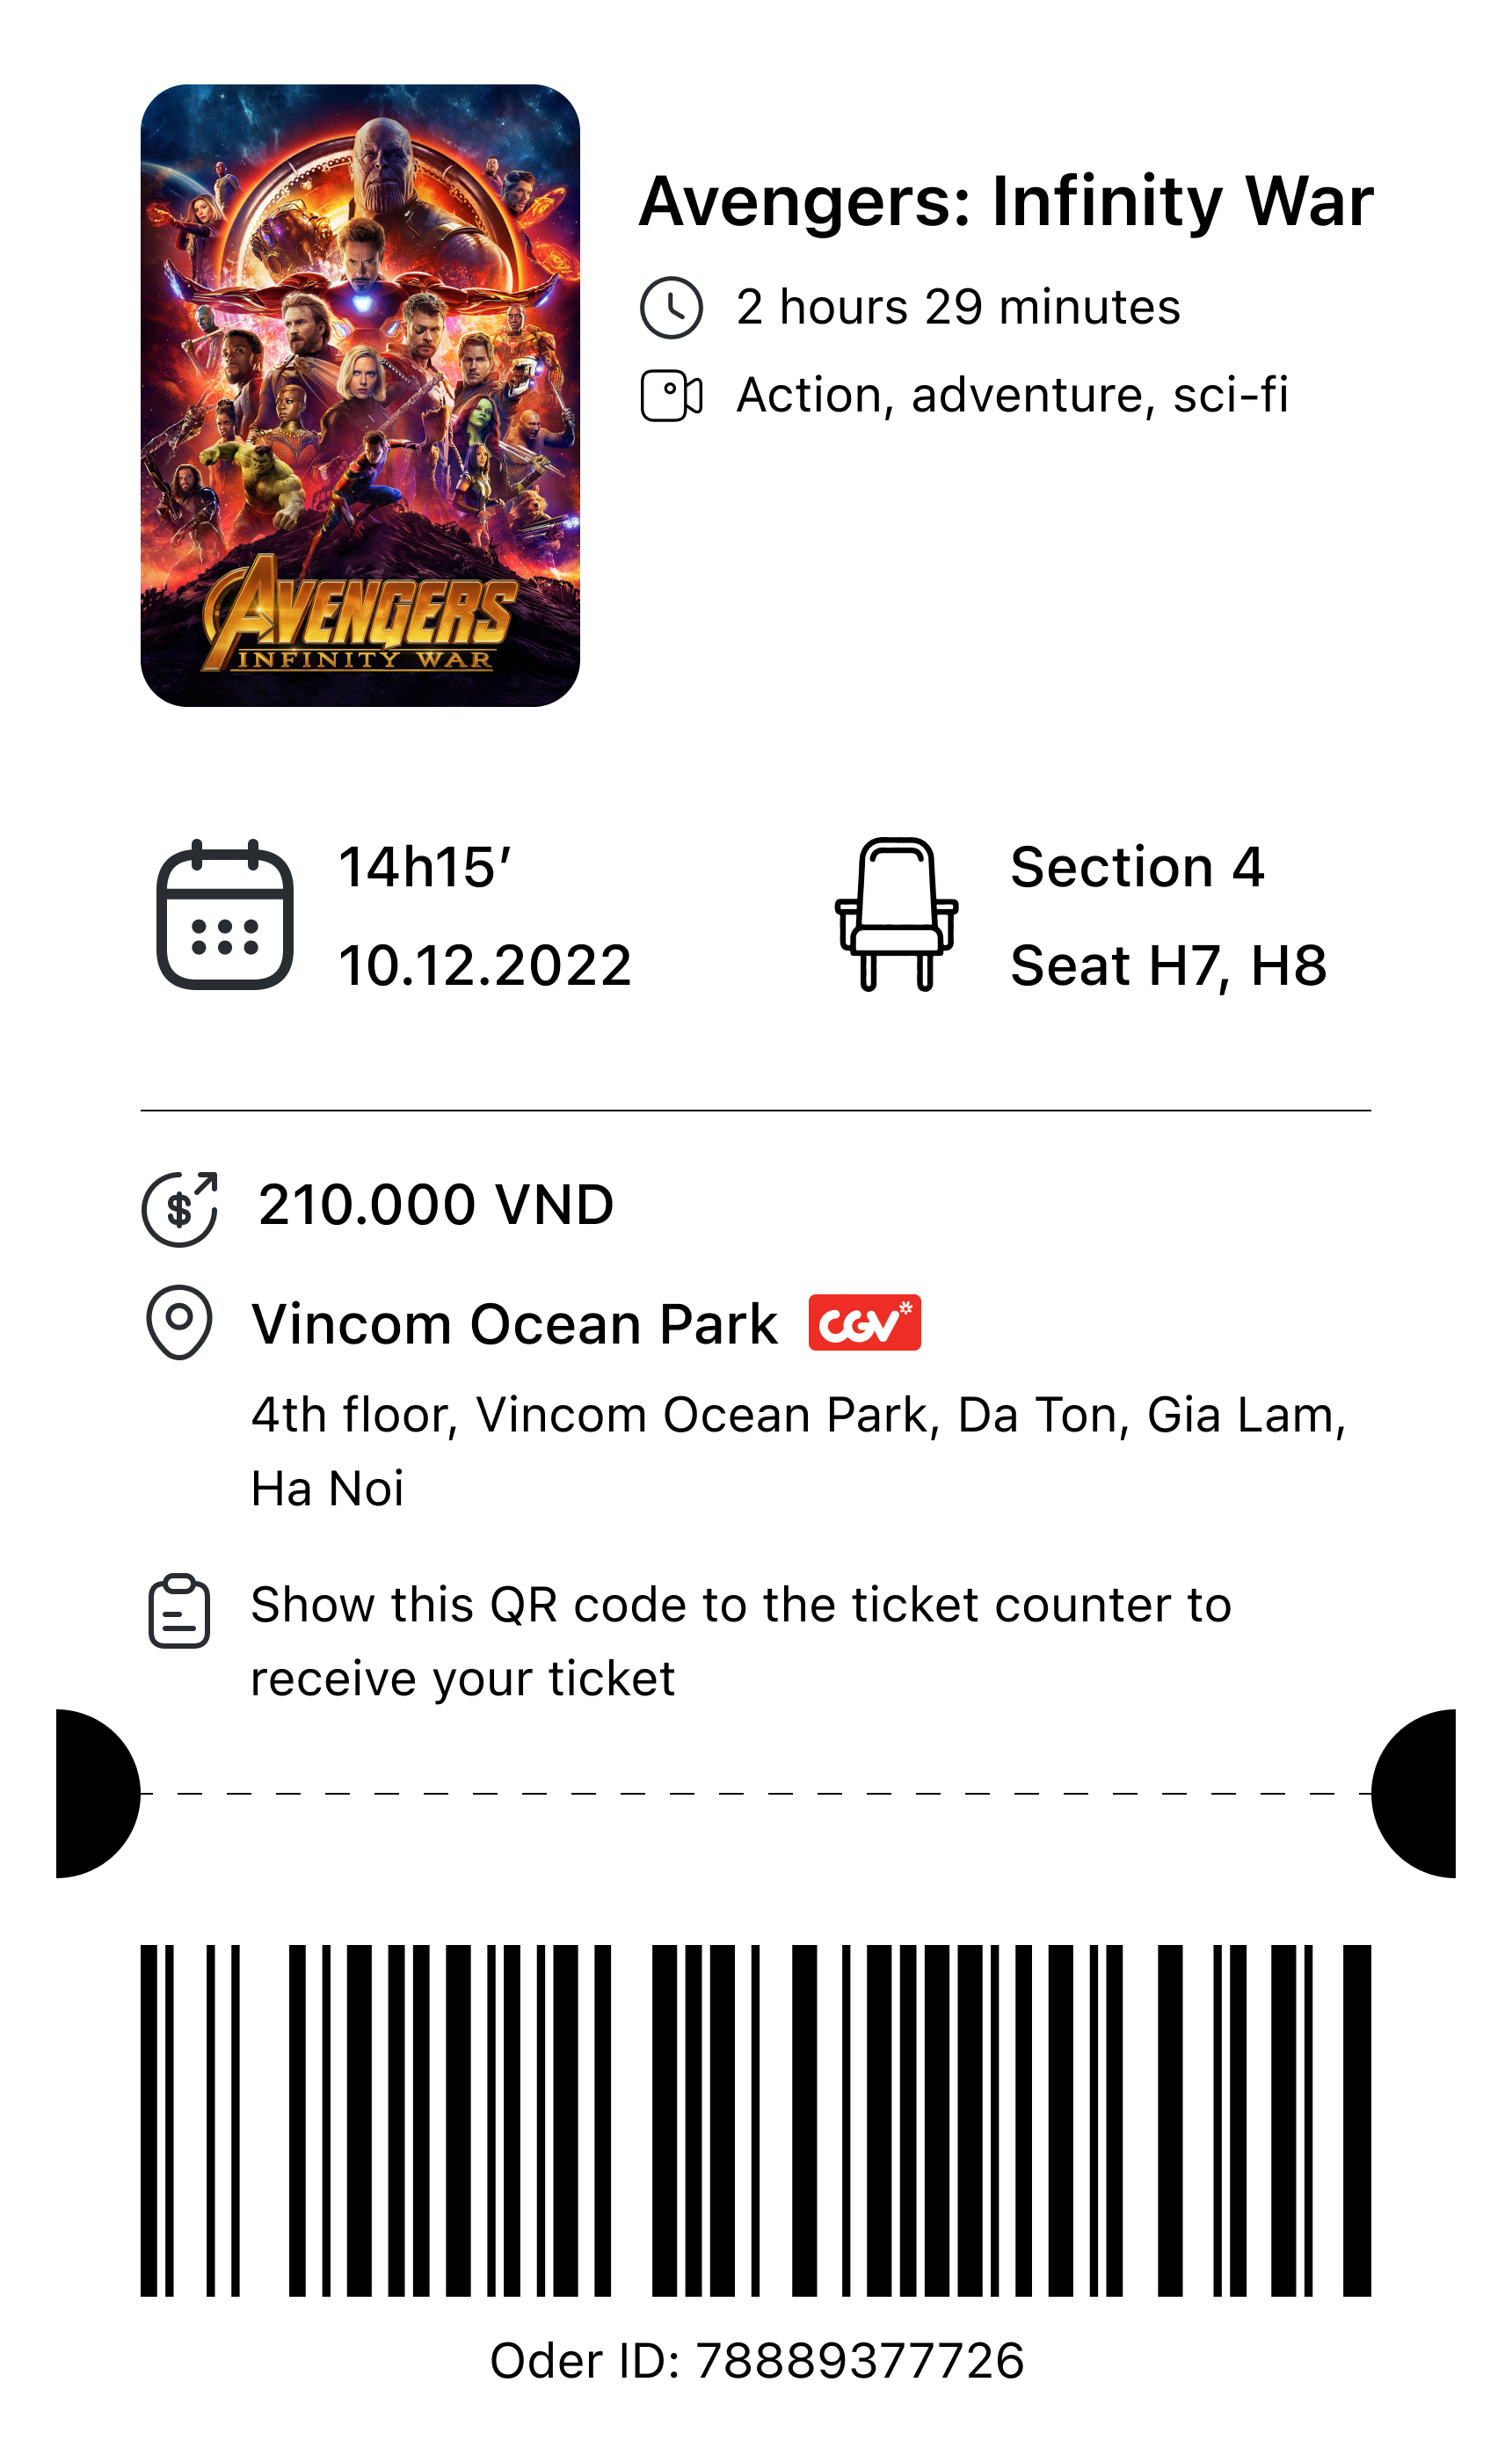 AVENGERS
INFINITY WAR
Avengers: Infinity War
2 hours 29 minutes
Action, adventure, sci-fi
14h15’
10.12.2022
Section 4
Seat H7, H8
$
210.000 VND
Vincom Ocean Park CGV
4th floor, Vincom Ocean Park, Da Ton, Gia Lam,
Ha Noi
Show this QR code to the ticket counter to
receive your ticket
Oder ID: 78889377726